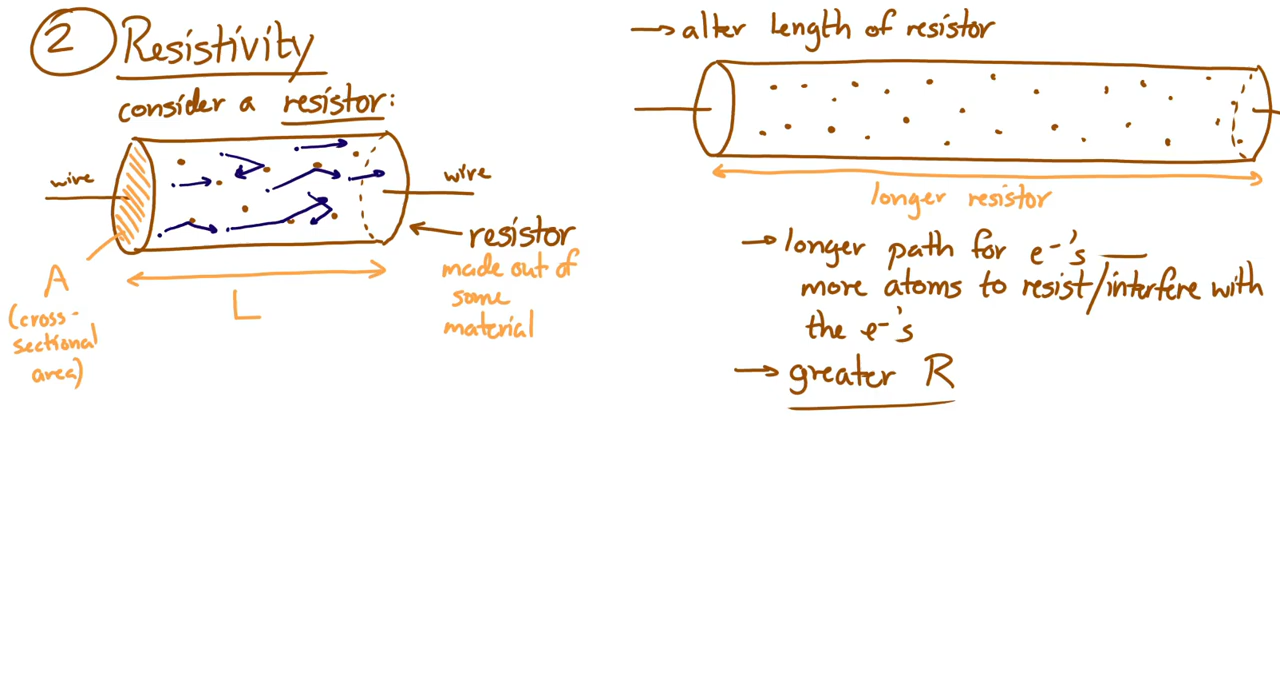 2 Resistivity
consider a resistor:
wire
wire
A
(cross-
sectional
area)
L
resistor
made out of
some
material
→ alter length of resistor
longer resistor
→ longer path for e⁻'s —
more atoms to resist/interfere with
the e⁻'s
→ greater R